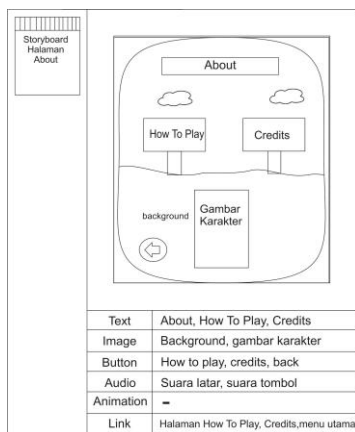 Storyboard
Halaman
About
About
How To Play
Credits
background
Gambar
Karakter
Text About, How To Play, Credits
Image Background, gambar karakter
Button How to play, credits, back
Audio Suara latar, suara tombol
Animation -
Link Halaman How To Play, Credits,menu utama